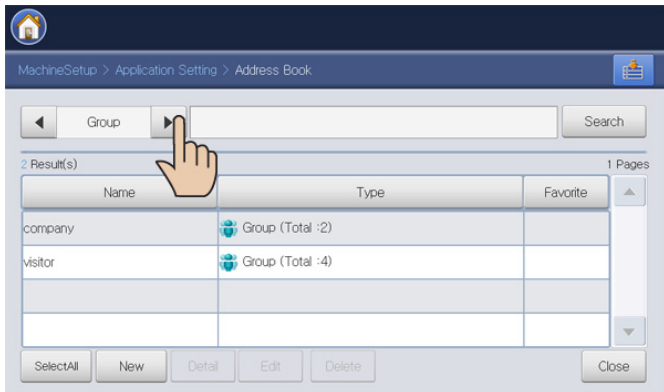 MachineSetup > Application Setting > Address Book
Group
Search
2 Result(s)
1 Pages
Name Type Favorite
company Group (Total :2)
visitor Group (Total :4)
SelectAll New Detail Edit Delete Close